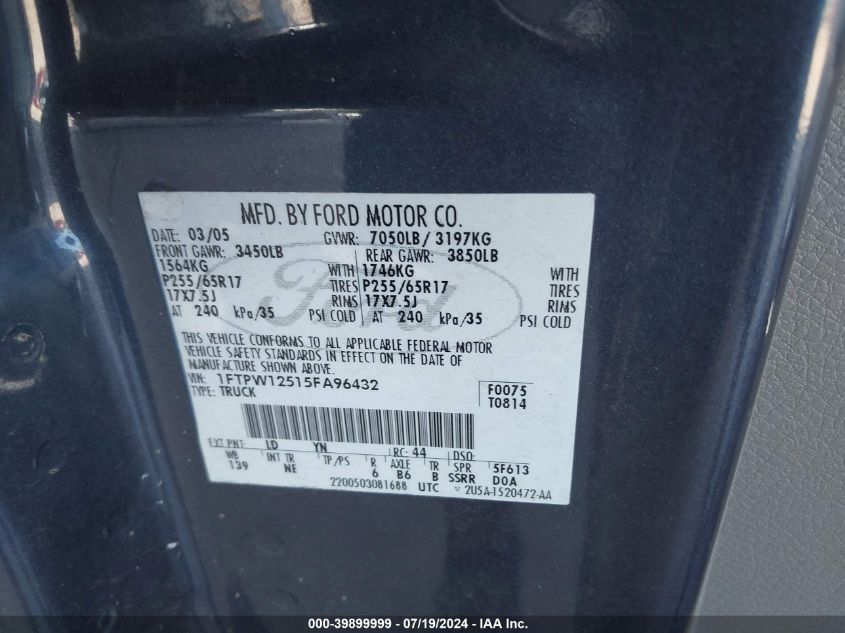 MFD. BY FORD MOTOR CO.
DATE: 03/05 GVWR: 7050LB/ 3197KG
FRONT GAWR: 3450LB REAR GAWR: 3850LB
1564KG WITH 1746KG WITH
P255/65R17 TIRES P255/65R17 TIRES
17X7.5J RIMS 17X7.5J RIMS
AT 240 kPa/35 PSI COLD AT 240 kPa/35 PSI COLD
THIS VEHICLE CONFORMS TO ALL APPLICABLE FEDERAL MOTOR
VEHICLE SAFETY STANDARDS IN EFFECT ON THE DATE OF
MANUFACTURE SHOWN ABOVE.
VIN: 1FTPW12515FA96432 F0075
TYPE: TRUCK T0814
EXT PNT: LD YN RC: 44 DSO:
WB INT TR TP/PS R AXLE TR SPR 5F613
139 NE 6 B6 B SSRR DOA
2200503081688 UTC 2U5A-1520472-AA
Ford
000-39899999 / 07/19/2024 - IAA Inc.